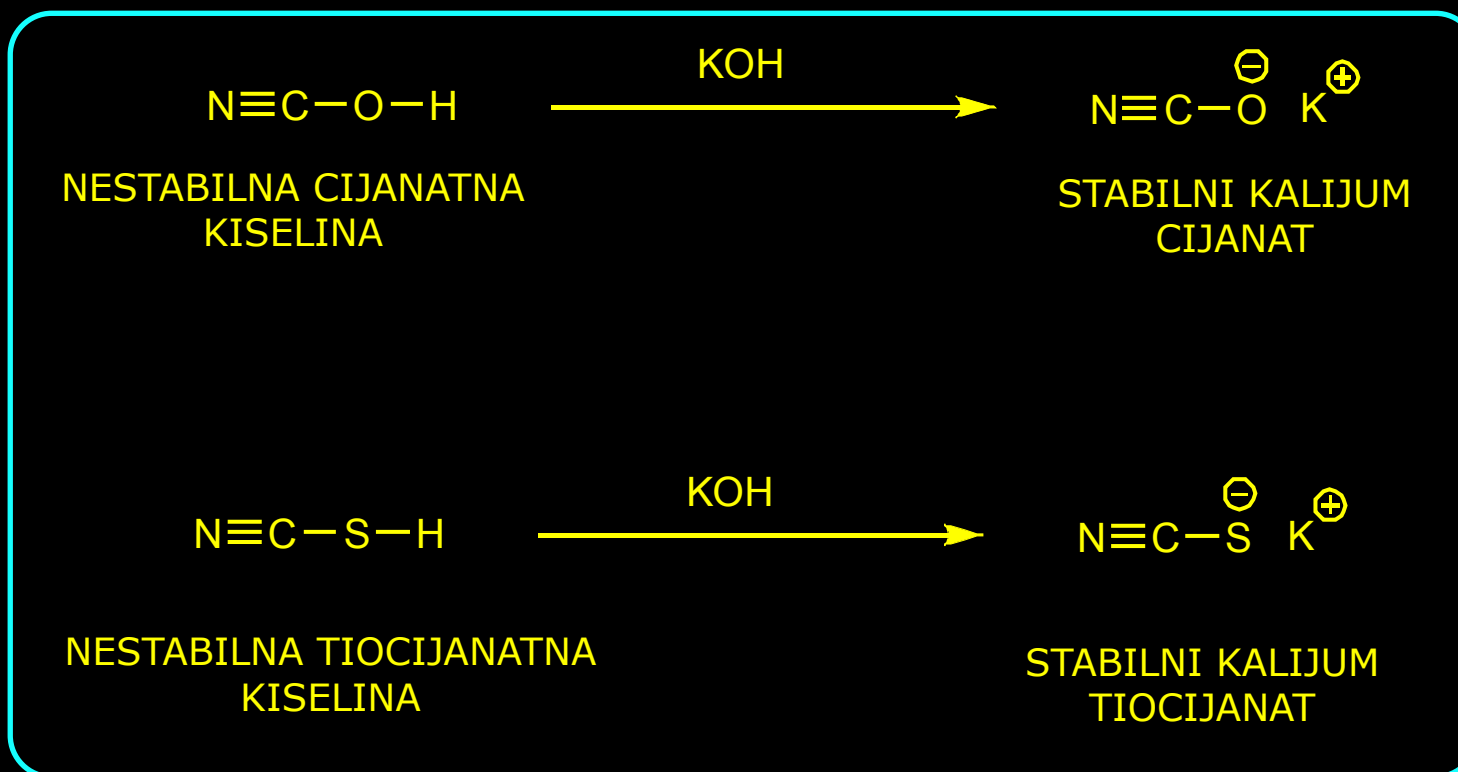 KOH
N≡C—O—H
N≡C—O⊖ K⊕
NESTABILNA CIJANATNA
KISELINA
STABILNI KALIJUM
CIJANAT
KOH
N≡C—S—H
N≡C—S⊖ K⊕
NESTABILNA TIOCIJANATNA
KISELINA
STABILNI KALIJUM
TIOCIJANAT